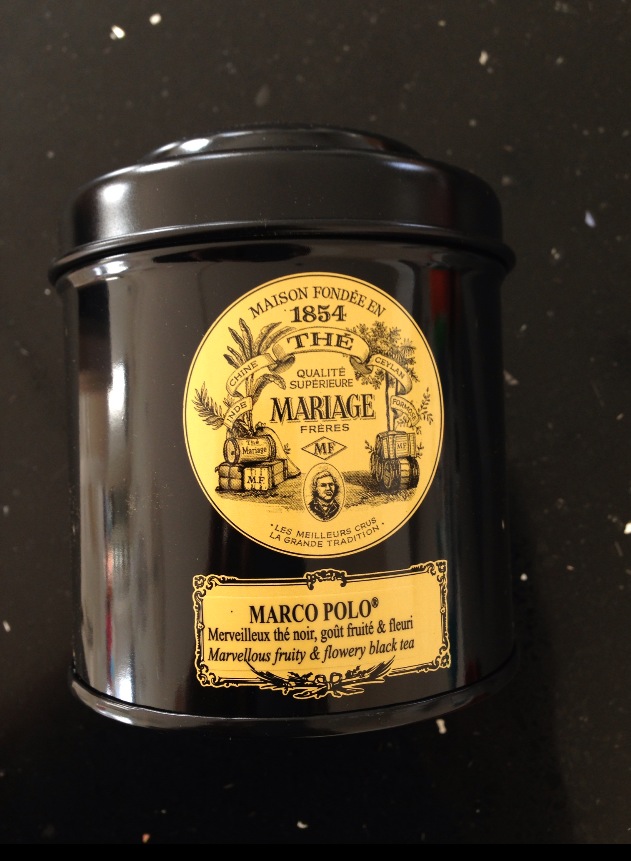 MAISON FONDÉE EN
1854
THÉ
CHINE
CEYLAN
INDE
FORMOSE
QUALITÉ
SUPÉRIEURE
MARIAGE
FRÈRES
MF
Thé
Mariage
MF
MF
· LES MEILLEURS CRUS
LA GRANDE TRADITION ·
MARCO POLO®
Merveilleux thé noir, goût fruité & fleuri
Marvellous fruity & flowery black tea